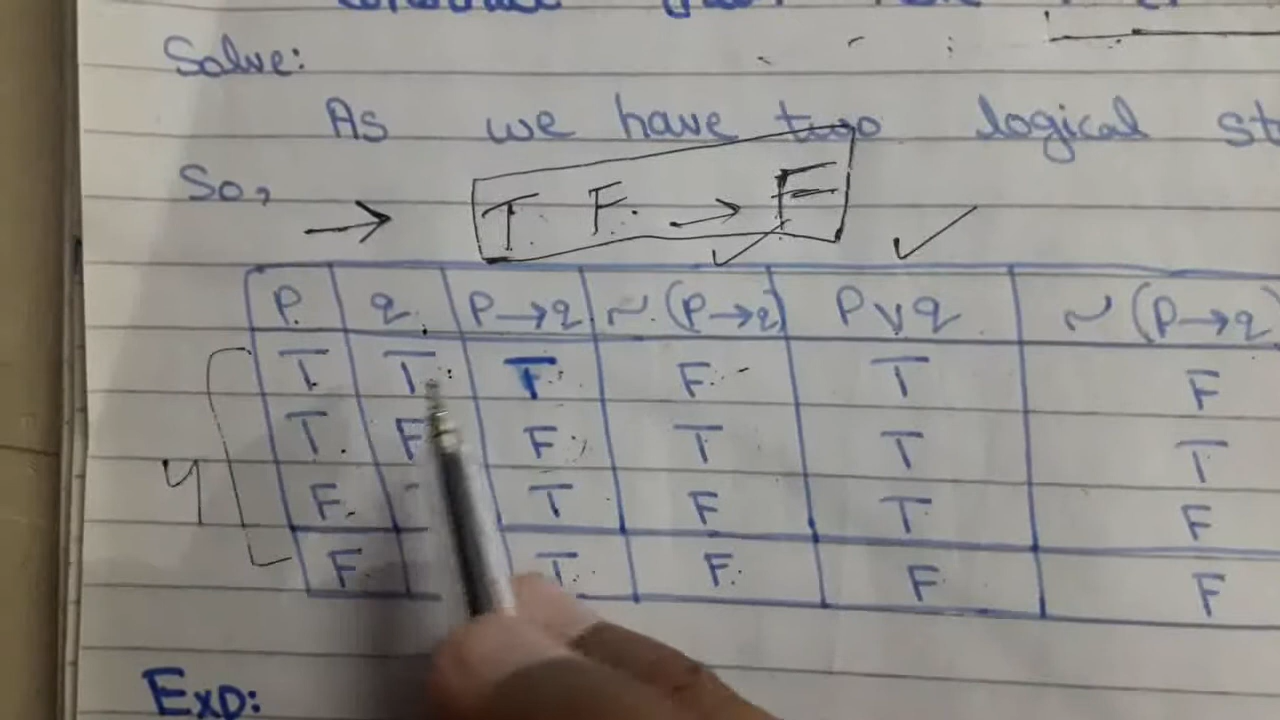 Solve:
As we have two logical st
So,
→ T F. → F
P. q. P→q ~.(P→q) P∨q ~(P→q)
T T T F T F
T F F T T T
F T F T F
F T F F F
4
Exp: